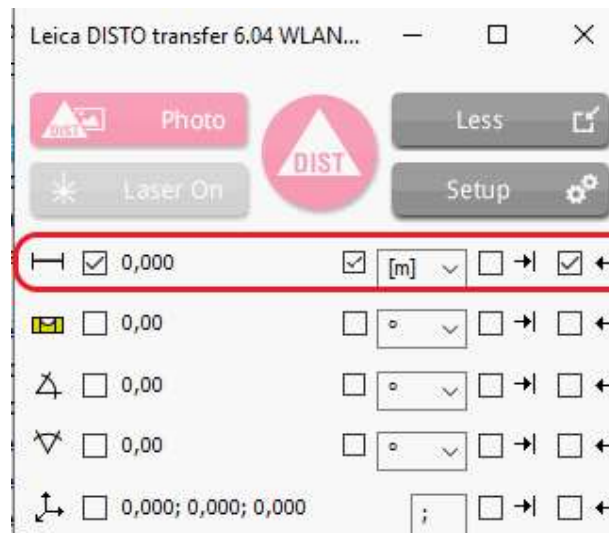 Leica DISTO transfer 6.04 WLAN...
Photo
DIST
Less
DIST
Laser On
Setup
0,000 [m]
0,00 °
0,00 °
0,00 °
0,000; 0,000; 0,000 ;